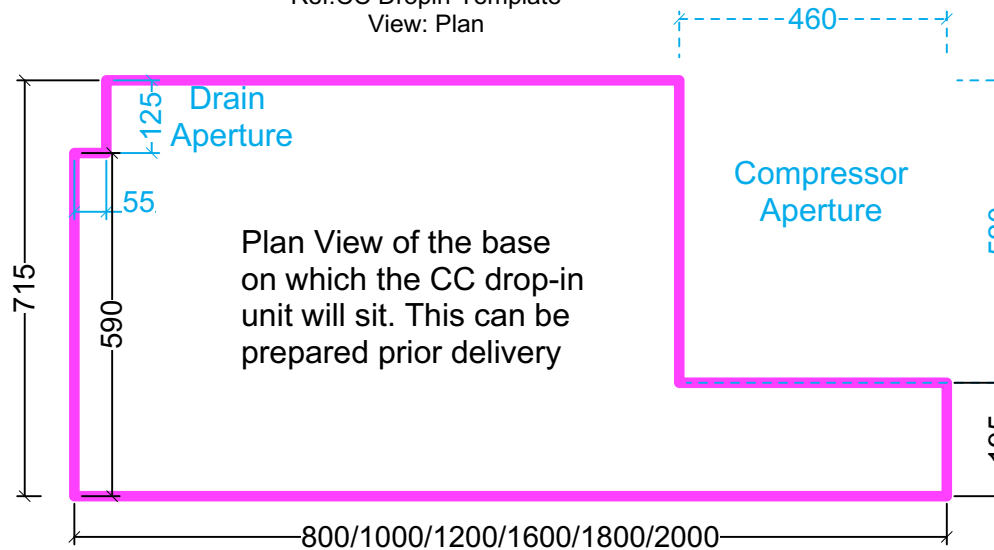 View: Plan
460
Drain
Aperture
125
Compressor
Aperture
55
Plan View of the base
on which the CC drop-in
unit will sit. This can be
prepared prior delivery
715
590
800/1000/1200/1600/1800/2000